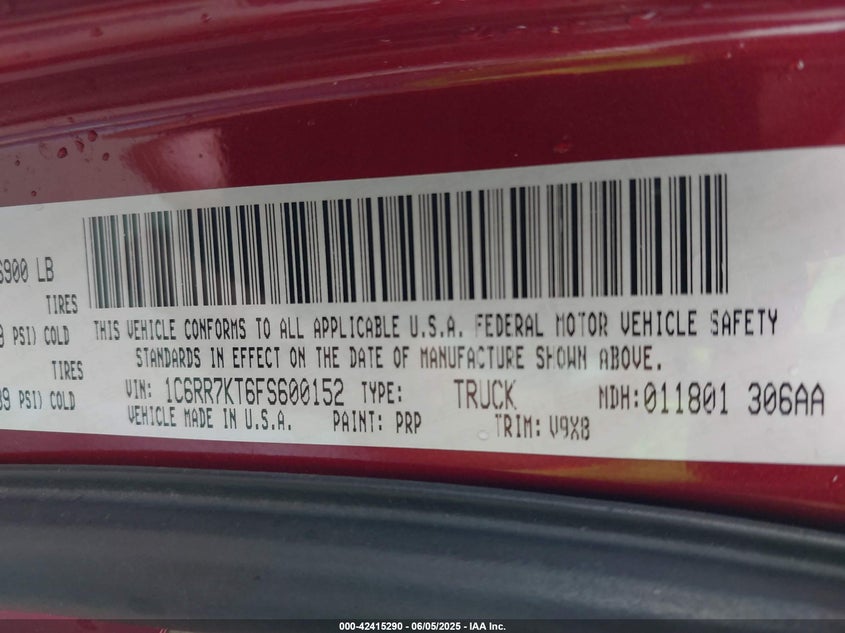 6900 LB
TIRES
PSI) COLD
TIRES
39 PSI) COLD
THIS VEHICLE CONFORMS TO ALL APPLICABLE U.S.A. FEDERAL MOTOR VEHICLE SAFETY
STANDARDS IN EFFECT ON THE DATE OF MANUFACTURE SHOWN ABOVE.
VIN: 1C6RR7KT6FS600152 TYPE: TRUCK MDH:011801 306AA
VEHICLE MADE IN U.S.A. PAINT: PRP TRIM: V9X8
000-42415290 - 06/05/2025 - IAA Inc.